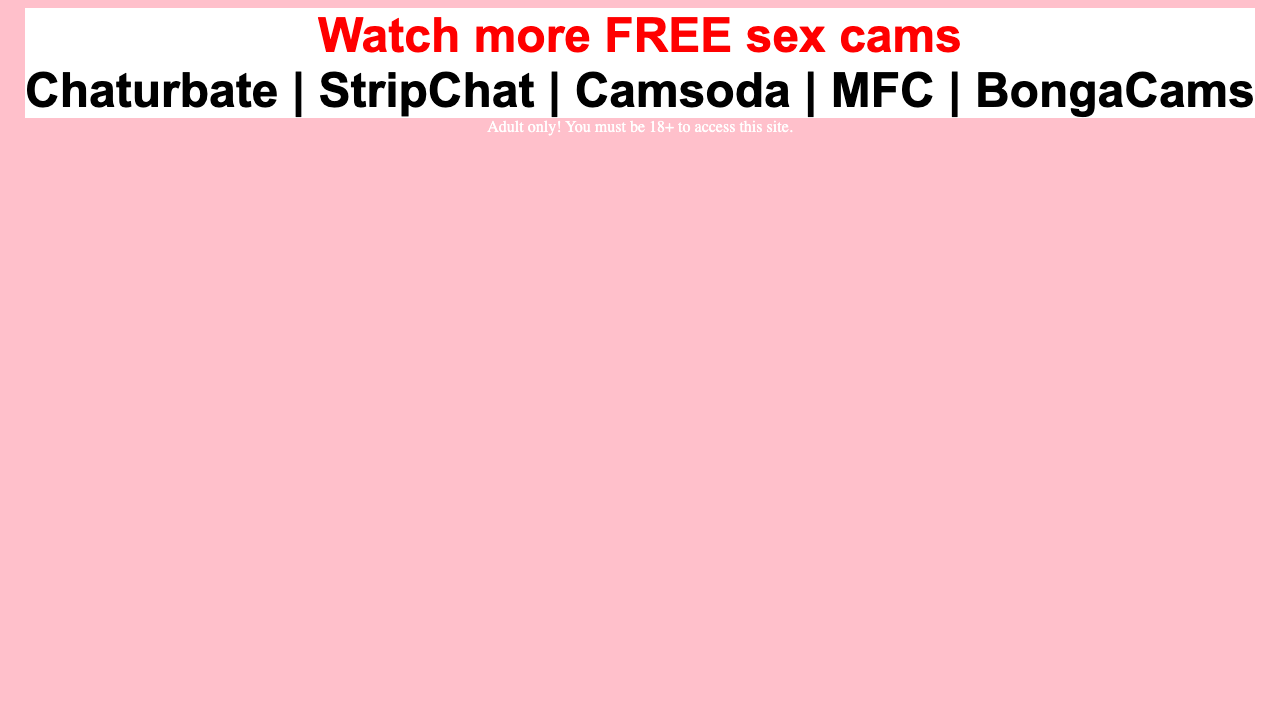 Watch more FREE sex cams
Chaturbate | StripChat | Camsoda | MFC | BongaCams
Adult only! You must be 18+ to access this site.